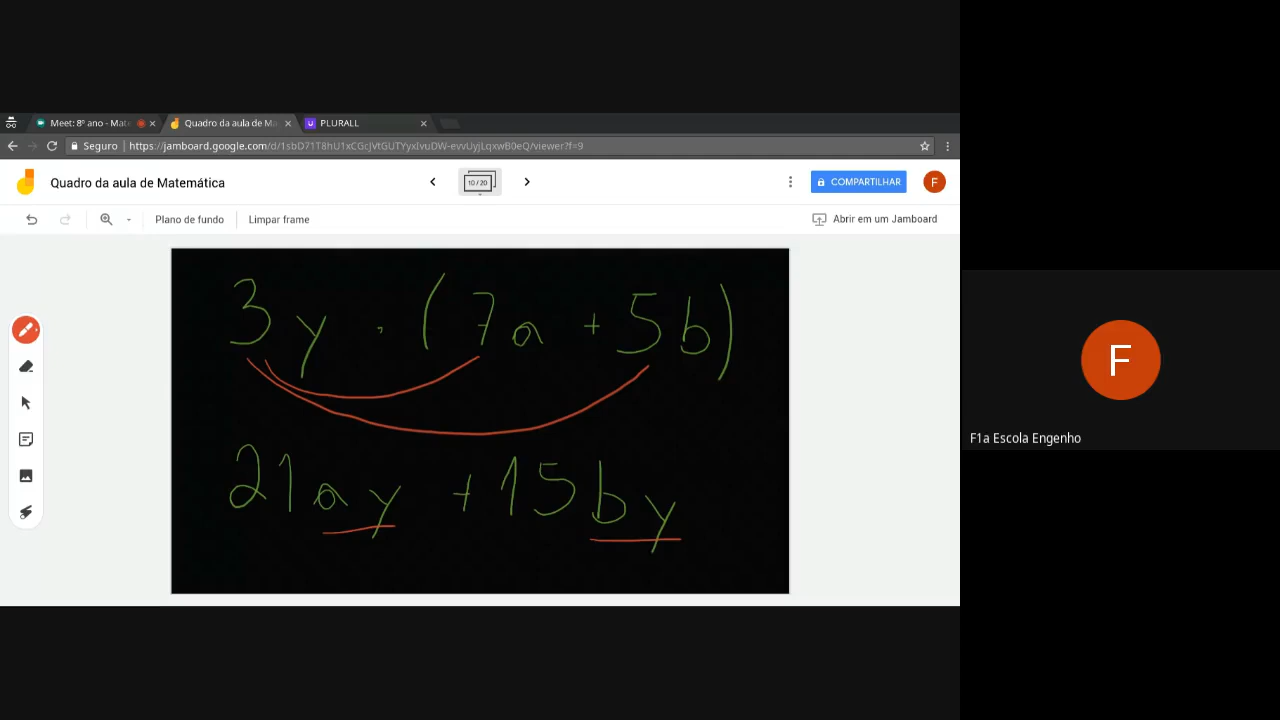 Meet: 8º ano - Mate
Quadro da aula de Ma
PLURALL
Seguro
https://jamboard.google.com/d/1sbD71T8hU1xCGcJVtGUTYyxIvuDW-evvUyjLqxwB0eQ/viewer?f=9
Quadro da aula de Matemática
10 / 20
COMPARTILHAR
F
Plano de fundo
Limpar frame
Abrir em um Jamboard
3y · (7a + 5b)
21ay + 15by
F
F1a Escola Engenho